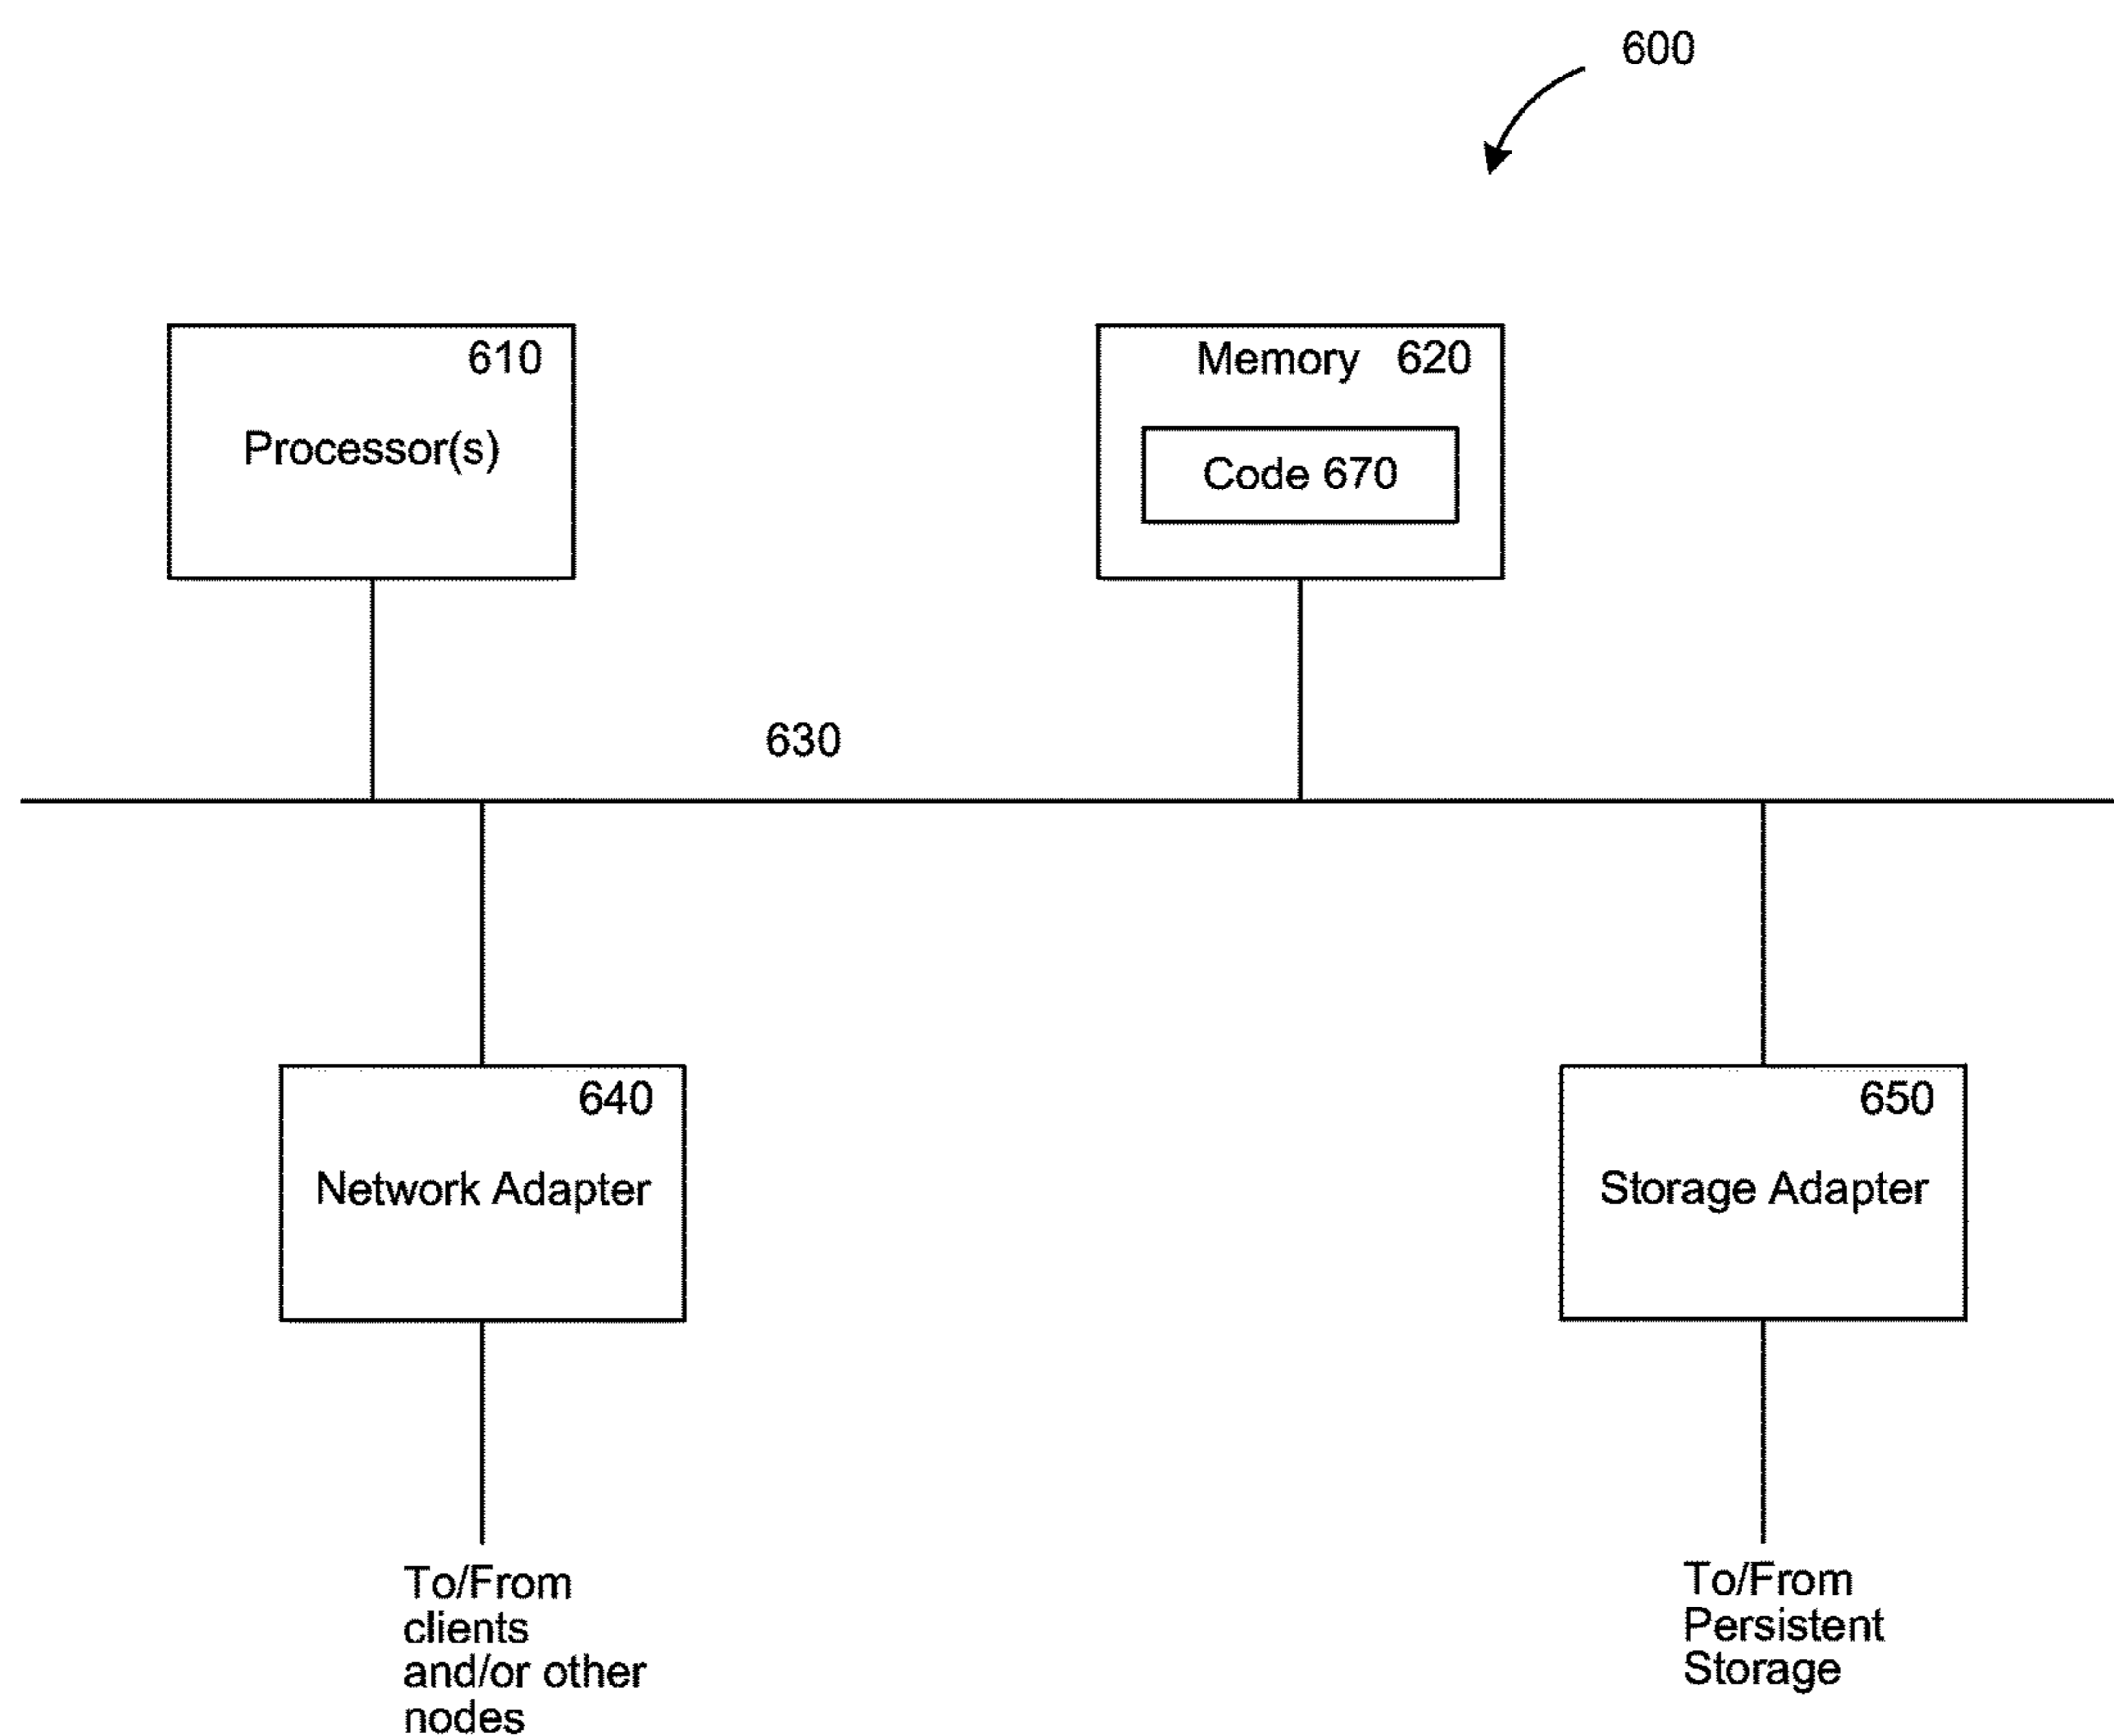 600
610
Processor(s)
Memory 620
Code 670
630
640
Network Adapter
650
Storage Adapter
To/From
clients
and/or other
nodes
To/From
Persistent
Storage